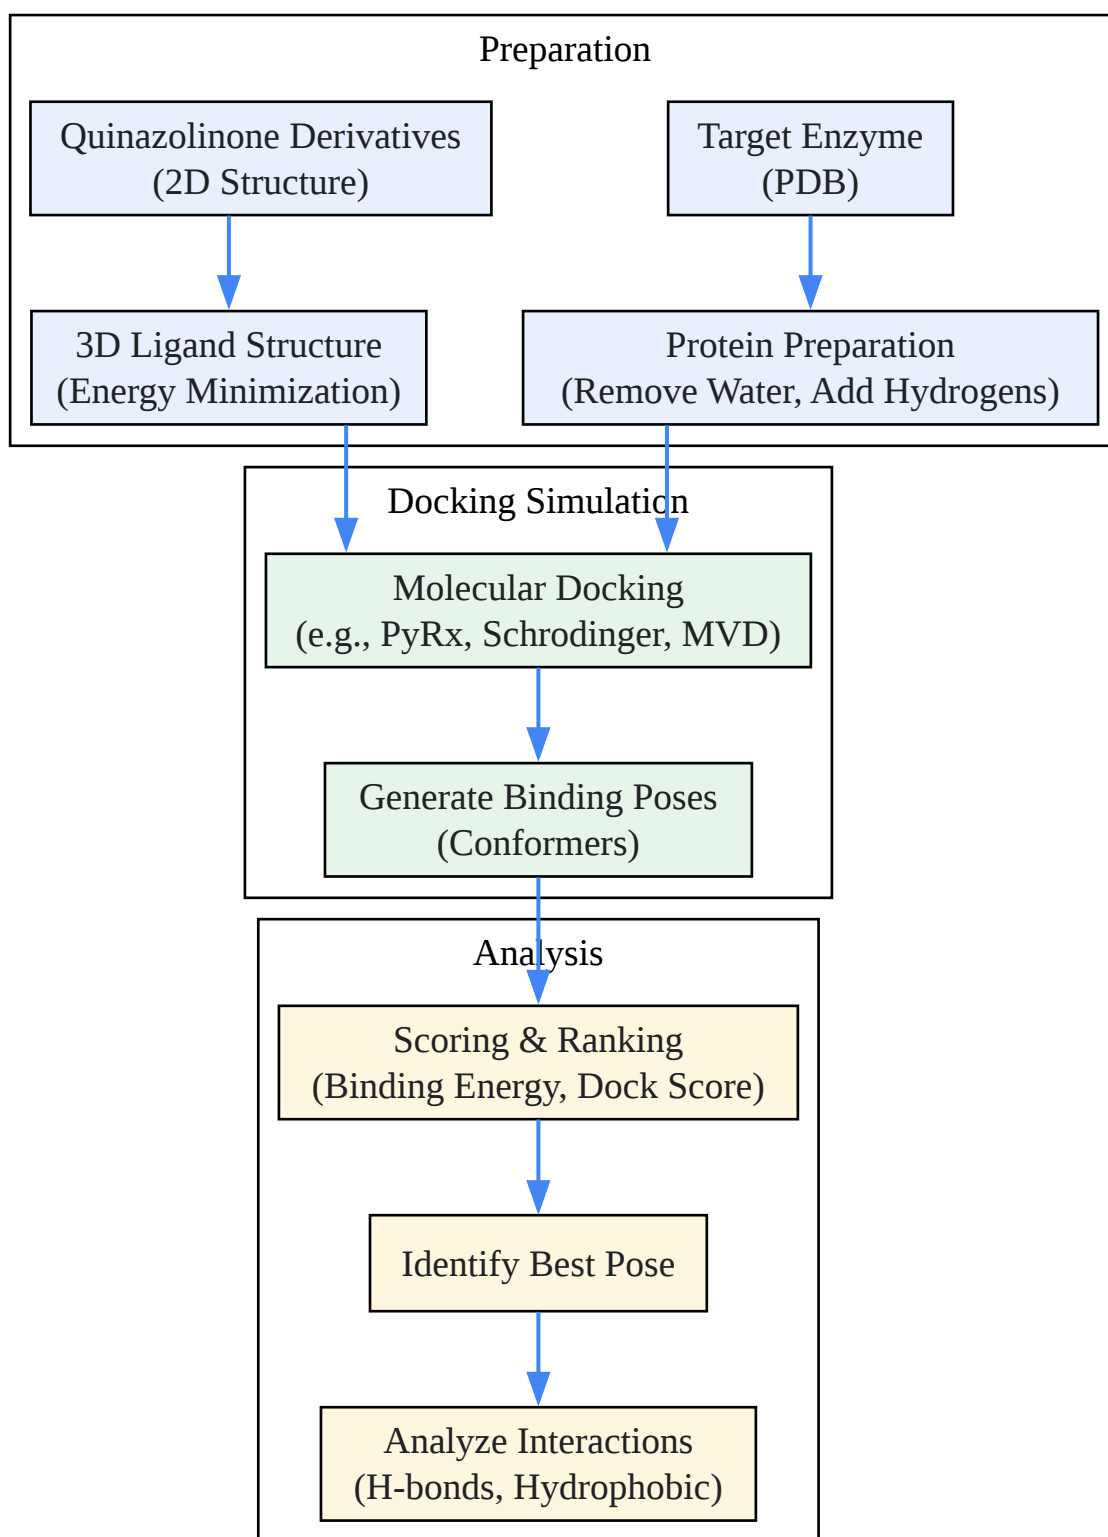 Preparation
Quinazolinone Derivatives
(2D Structure)
Target Enzyme
(PDB)
3D Ligand Structure
(Energy Minimization)
Protein Preparation
(Remove Water, Add Hydrogens)
Docking Simulation
Molecular Docking
(e.g., PyRx, Schrodinger, MVD)
Generate Binding Poses
(Conformers)
Analysis
Scoring & Ranking
(Binding Energy, Dock Score)
Identify Best Pose
Analyze Interactions
(H-bonds, Hydrophobic)